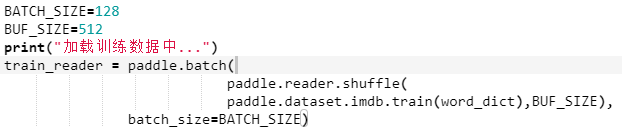 BATCH_SIZE=128
BUF_SIZE=512
print("加载训练数据中...")
train_reader = paddle.batch(
paddle.reader.shuffle(
paddle.dataset.imdb.train(word_dict),BUF_SIZE),
batch_size=BATCH_SIZE)